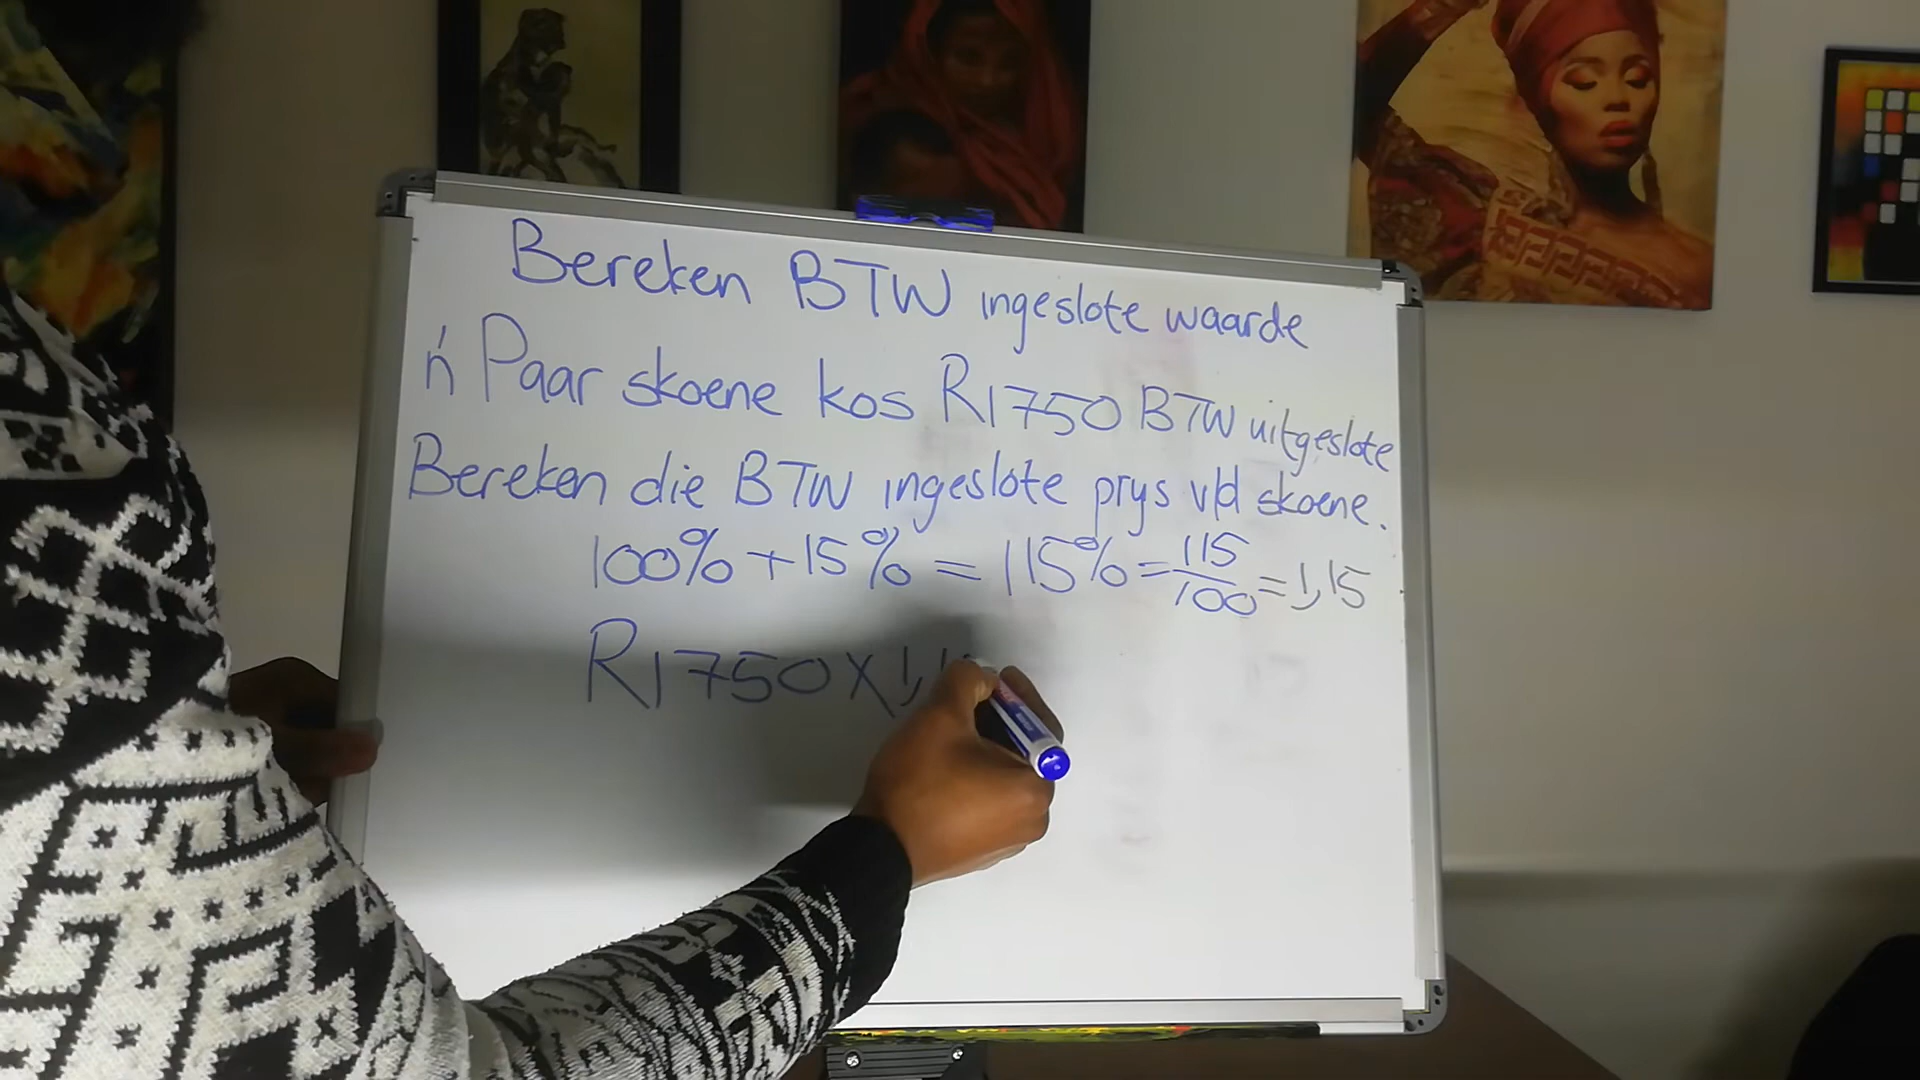 Bereken BTW ingeslote waarde
ń Paar skoene kos R1750 BTW uitgeslote
Bereken die BTW ingeslote prys v/d skoene.
100% + 15% = 115% = 115/100 = 1,15
R1750 X 1,1